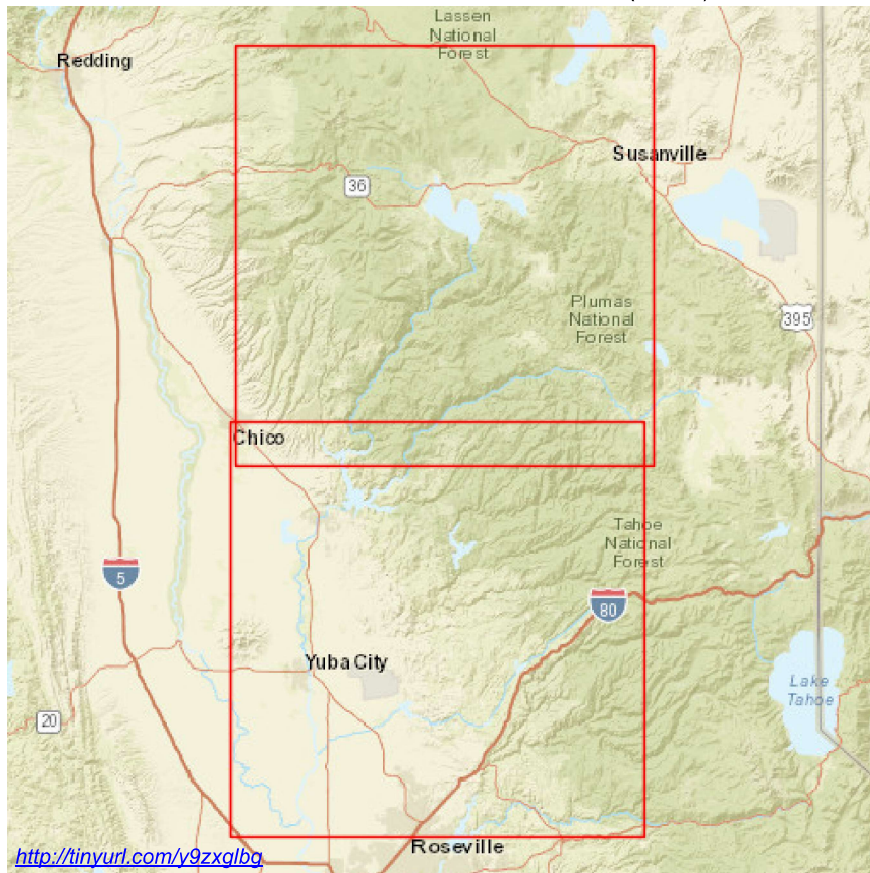 Lassen
National
Forest
Redding
Susanville
36
Plumas
National
Forest
395
Chico
Tahoe
National
Forest
5
80
Yuba City
Lake
Tahoe
20
Roseville
http://tinyurl.com/y9zxglbg